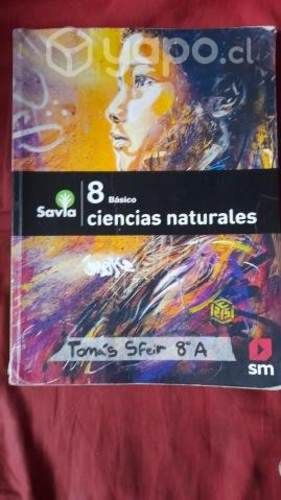 yapo.cl
Savia
8 Básico
ciencias naturales
Tomás Sfeir 8°A
sm